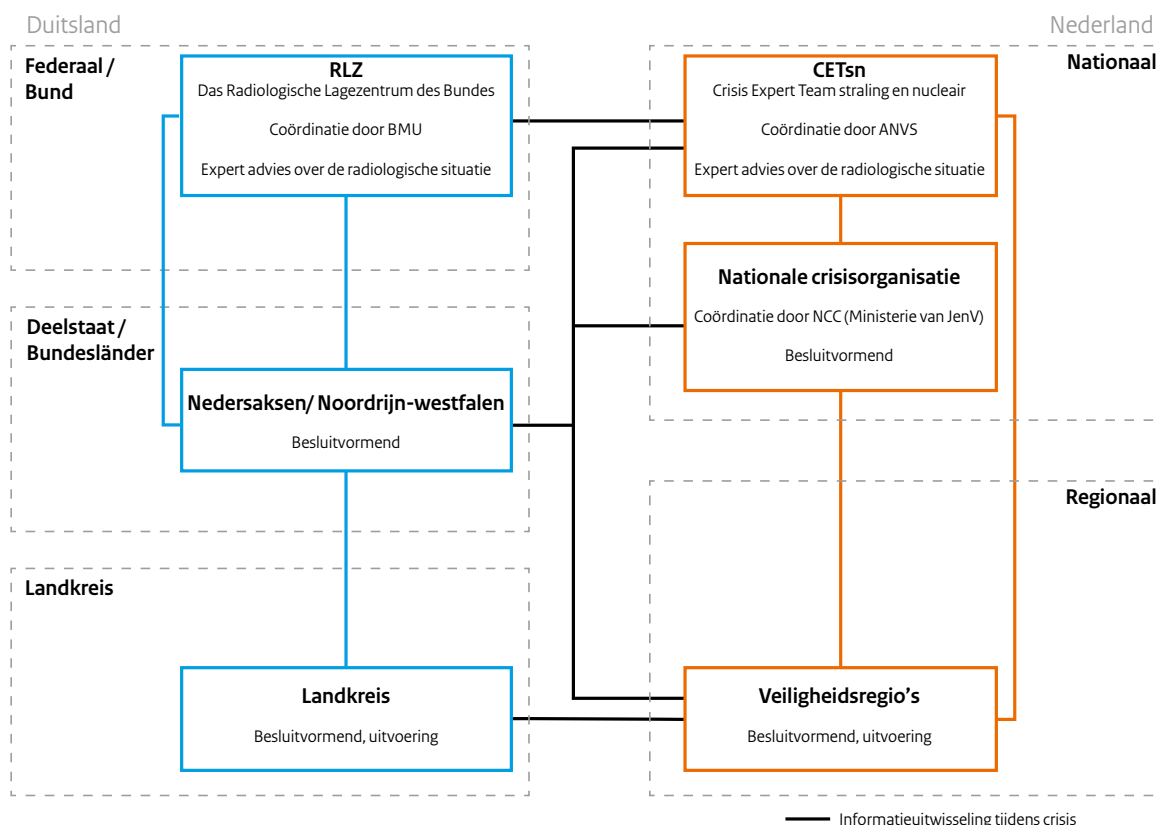 Duitsland
Nederland
Federaal /
Bund
RLZ
Das Radiologische Lagezentrum des Bundes
Coördinatie door BMU
Expert advies over de radiologische situatie
CETsn
Crisis Expert Team straling en nucleair
Coördinatie door ANVS
Expert advies over de radiologische situatie
Nationaal
Nationale crisisorganisatie
Coördinatie door NCC (Ministerie van JenV)
Besluitvormend
Deelstaat /
Bundesländer
Nedersaksen/ Noordrijn-westfalen
Besluitvormend
Regionaal
Landkreis
Landkreis
Besluitvormend, uitvoering
Veiligheidsregio’s
Besluitvormend, uitvoering
Informatieuitwisseling tijdens crisis